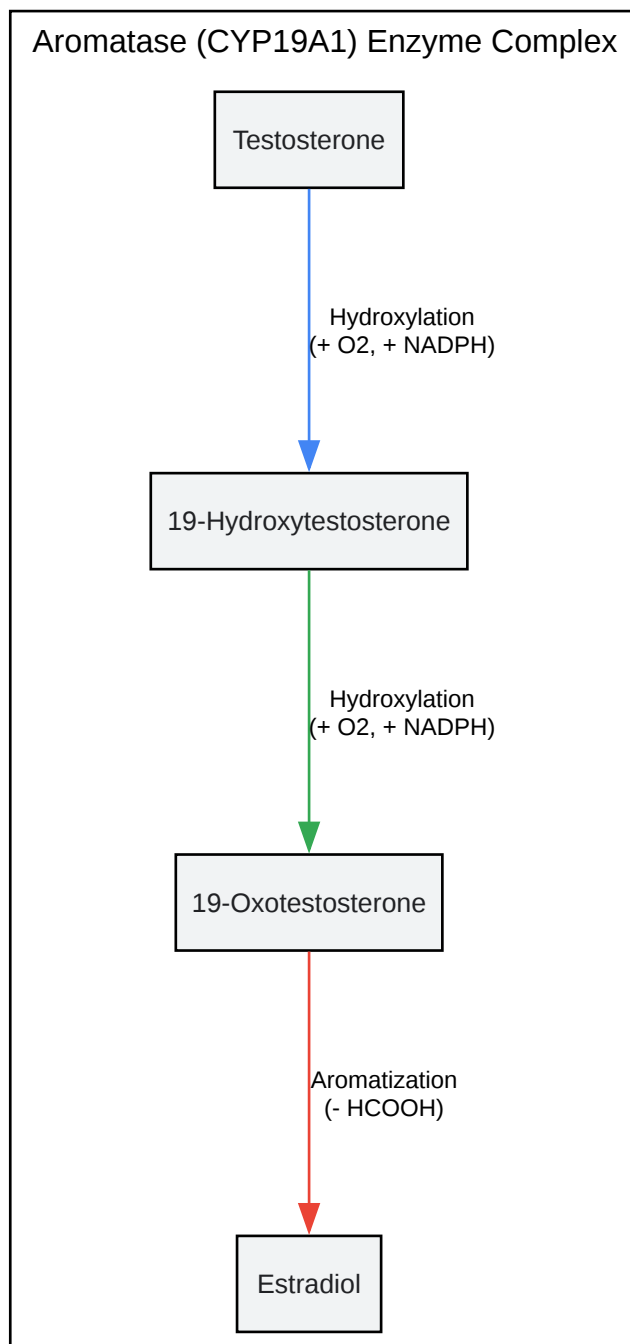 Aromatase (CYP19A1) Enzyme Complex
Testosterone
Hydroxylation
(+ O2, + NADPH)
19-Hydroxytestosterone
Hydroxylation
(+ O2, + NADPH)
19-Oxotestosterone
Aromatization
(- HCOOH)
Estradiol